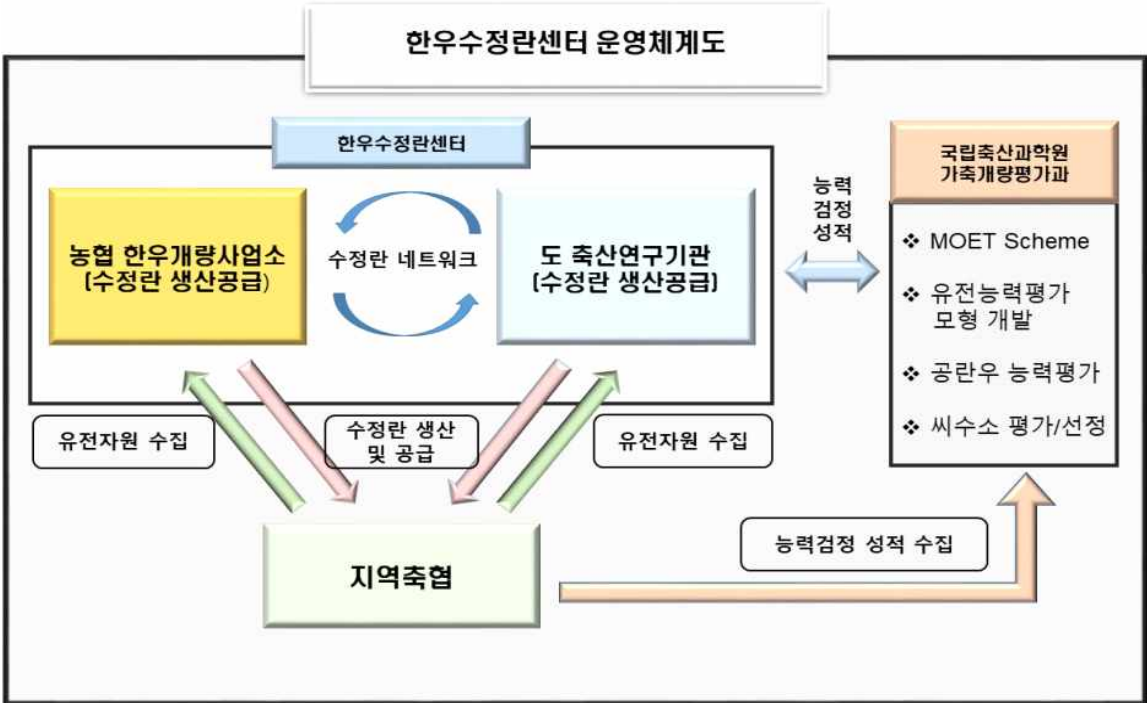 한우수정란센터 운영체계도
한우수정란센터
농협 한우개량사업소
(수정란 생산공급)
수정란 네트워크
도 축산연구기관
(수정란 생산공급)
능력
검정
성적
국립축산과학원
가축개량평가과
❖ MOET Scheme
❖ 유전능력평가
모형 개발
❖ 공란우 능력평가
❖ 씨수소 평가/선정
유전자원 수집
수정란 생산
및 공급
유전자원 수집
능력검정 성적 수집
지역축협